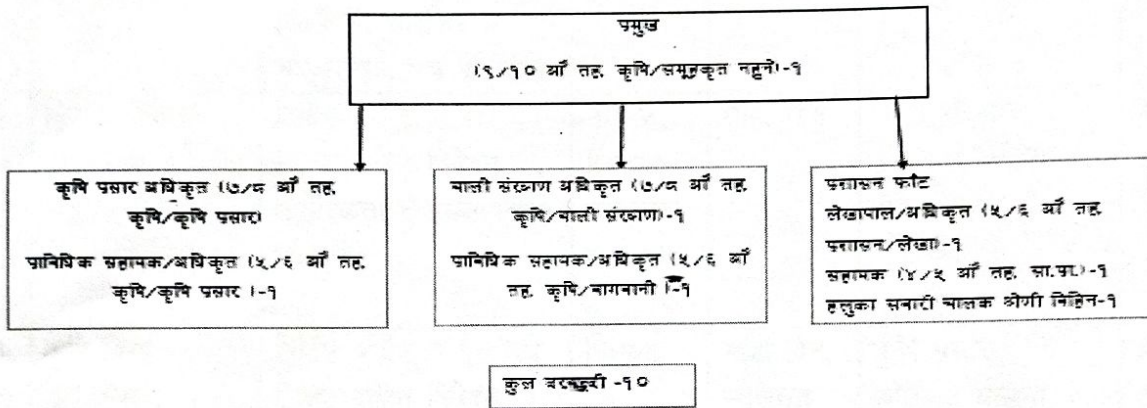 प्रमुख
(९/१० औँ तह, कृषि/समूहकृत नहुने)-१
कृषि प्रसार अधिकृत (७/८ औँ तह,
कृषि/कृषि प्रसार)
प्राविधिक सहायक/अधिकृत (५/६ औँ तह,
कृषि/कृषि प्रसार )-१
बाली संरक्षण अधिकृत (७/८ औँ तह,
कृषि/बाली संरक्षण)-१
प्राविधिक सहायक/अधिकृत (५/६ औँ
तह, कृषि/बागवानी )-१
प्रशासन फाँट
लेखापाल/अधिकृत (५/६ औँ तह,
प्रशासन/लेखा)-१
सहायक (४/५ औँ तह, सा.प्र.)-१
हलुका सवारी चालक श्रेणी विहिन-१
कुल दरबन्दी -१०